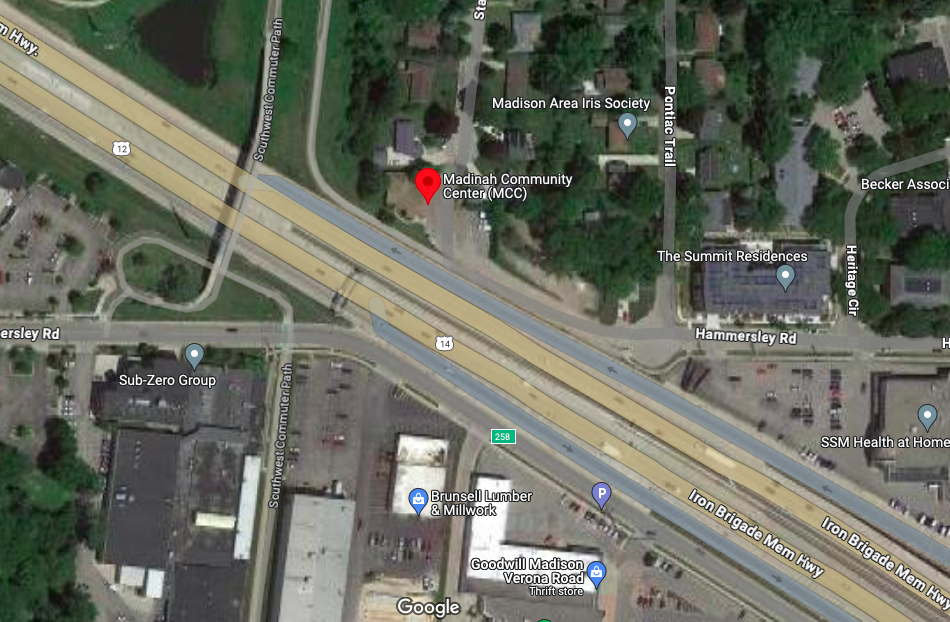 m Hwy.
Southwest Commuter Path
Sta
12
Madison Area Iris Society
Pontiac Trail
Madinah Community
Center (MCC)
Becker Associ
The Summit Residences
Heritage Cir
ersley Rd
Hammersley Rd
H
14
Sub-Zero Group
Southwest Commuter Path
258
SSM Health at Home
Brunsell Lumber
& Millwork
P
Iron Brigade Mem Hwy
Iron Brigade Mem Hwy
Goodwill Madison
Verona Road
Thrift store
Google